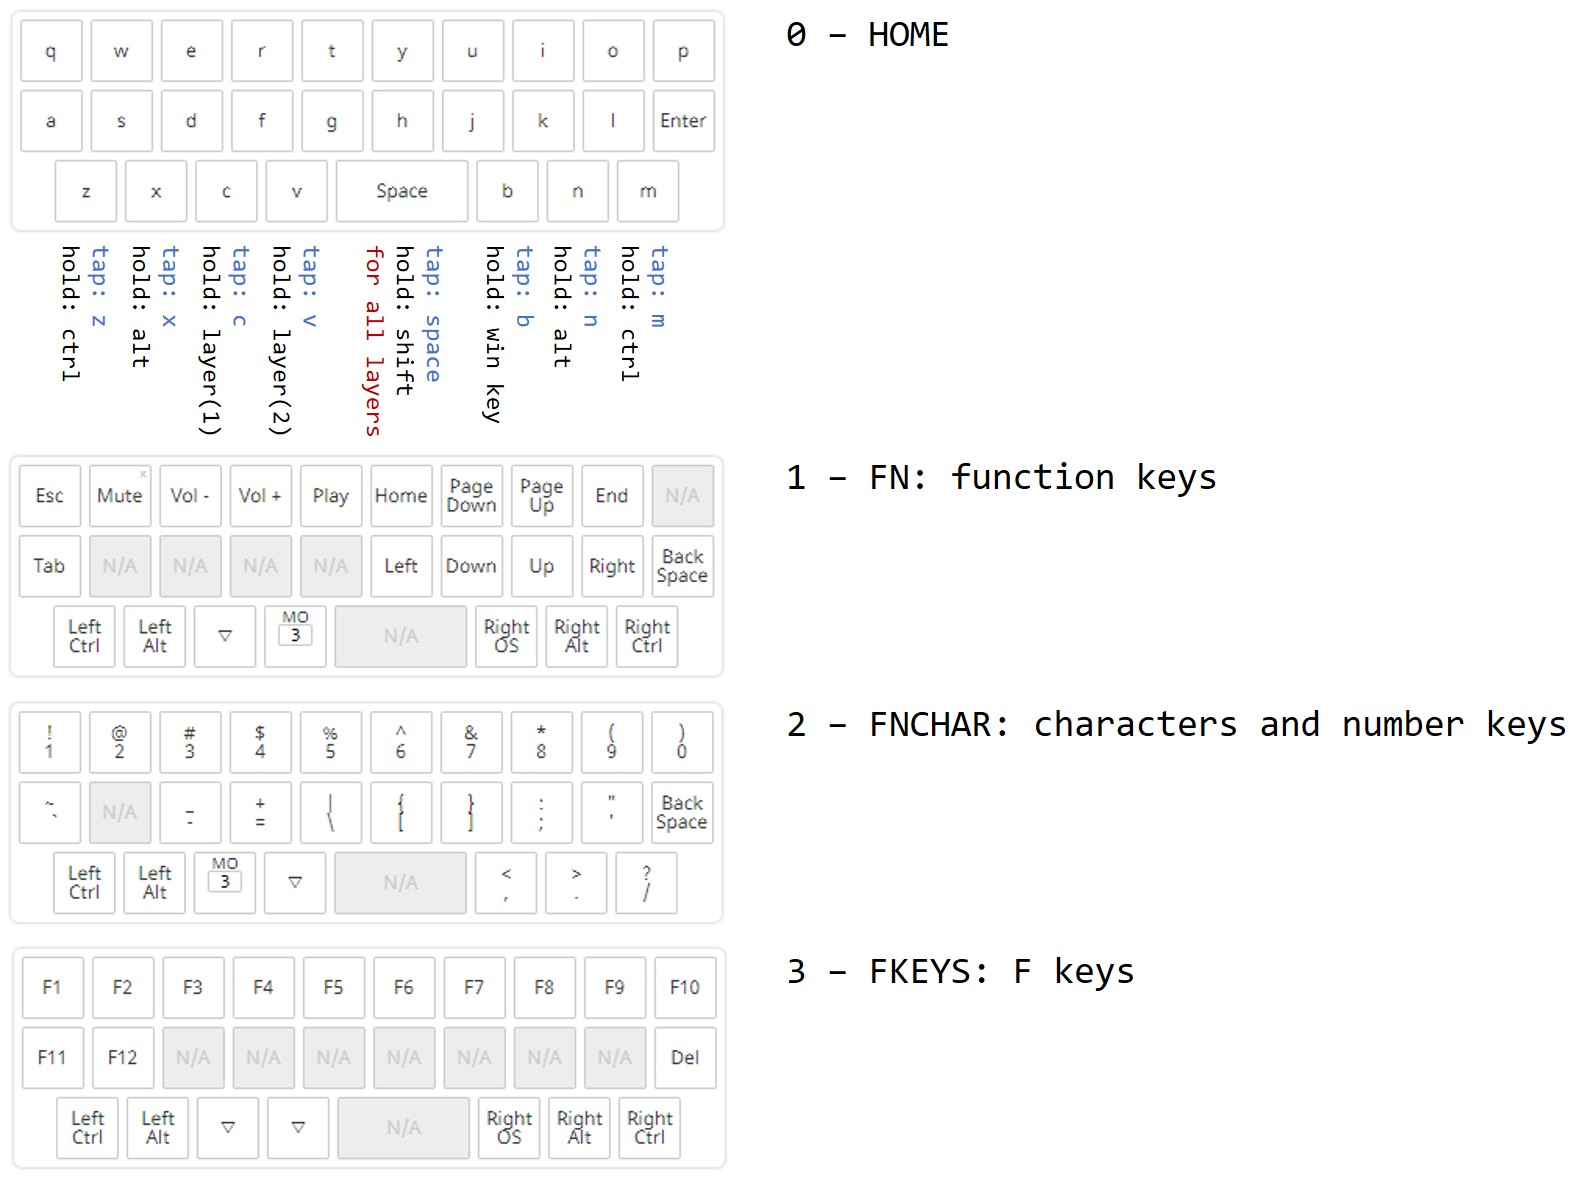 q w e r t y u i o p
0 – HOME
a s d f g h j k l Enter
z x c v Space b n m
tap: z
hold: ctrl
tap: x
hold: alt
tap: c
hold: layer(1)
tap: v
hold: layer(2)
tap: space
hold: shift
for all layers
tap: b
hold: win key
tap: n
hold: alt
tap: m
hold: ctrl
1 – FN: function keys
Esc Mute x Vol - Vol + Play Home Page Down Page Up End N/A
Tab N/A N/A N/A N/A Left Down Up Right Back Space
Left Ctrl Left Alt ▽ MO 3 N/A Right OS Right Alt Right Ctrl
2 – FNCHAR: characters and number keys
! 1 @ 2 # 3 $ 4 % 5 ^ 6 & 7 * 8 ( 9 ) 0
~ ` N/A _ - + = | \ { [ } ] : ; " ' Back Space
Left Ctrl Left Alt MO 3 ▽ N/A < , > . ? /
3 – FKEYS: F keys
F1 F2 F3 F4 F5 F6 F7 F8 F9 F10
F11 F12 N/A N/A N/A N/A N/A N/A N/A Del
Left Ctrl Left Alt ▽ ▽ N/A Right OS Right Alt Right Ctrl